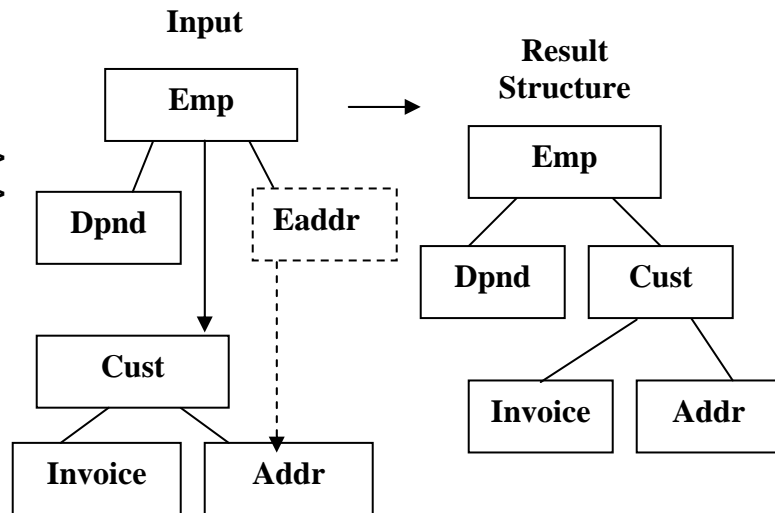 Input
Emp
Dpnd
Eaddr
Cust
Invoice
Addr
Result
Structure
Emp
Dpnd
Cust
Invoice
Addr
>
>